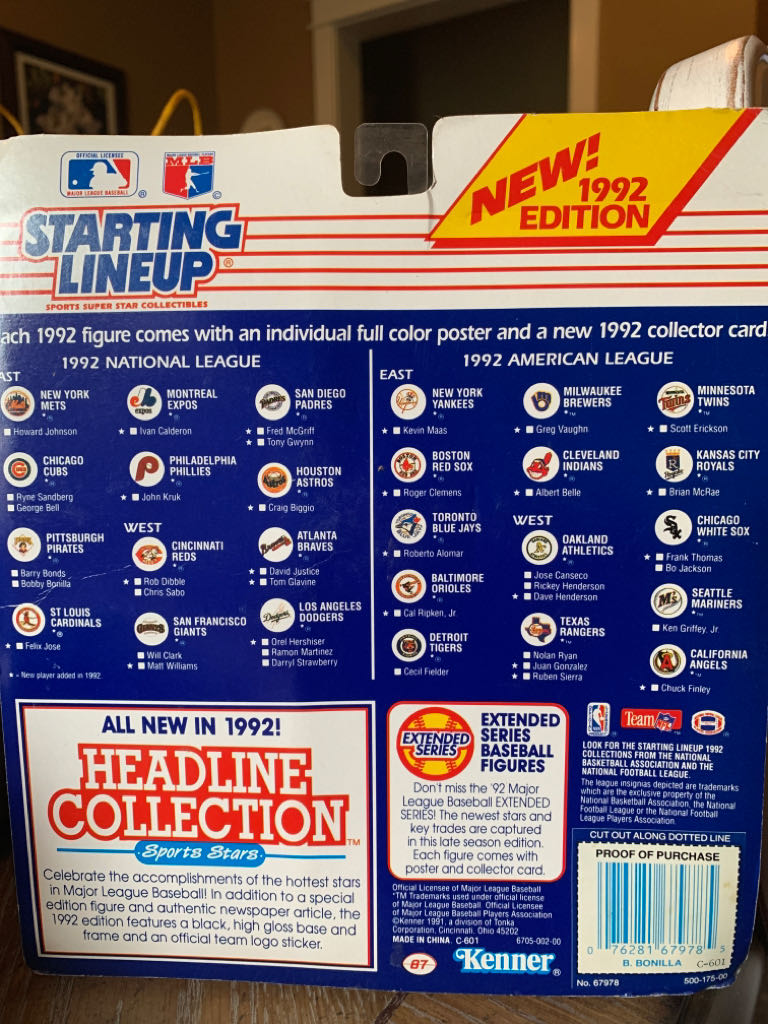 OFFICIAL LICENSEE
MAJOR LEAGUE BASEBALL
®
MLB
©
NEW!
1992
EDITION
STARTING
LINEUP®
SPORTS SUPER STAR COLLECTIBLES
ach 1992 figure comes with an individual full color poster and a new 1992 collector card
1992 NATIONAL LEAGUE
AST
NEW YORK
METS
Howard Johnson
CHICAGO
CUBS
Ryne Sandberg
George Bell
PITTSBURGH
PIRATES
Barry Bonds
Bobby Bonilla
ST LOUIS
CARDINALS
★ Felix Jose
★ - New player added in 1992
MONTREAL
EXPOS
expos
★ Ivan Calderon
PHILADELPHIA
PHILLIES
★ John Kruk
WEST
CINCINNATI
REDS
★ Rob Dibble
Chris Sabo
SAN FRANCISCO
GIANTS
Will Clark
★ Matt Williams
SAN DIEGO
PADRES
★ Fred McGriff
★ Tony Gwynn
HOUSTON
ASTROS
★ Craig Biggio
ATLANTA
BRAVES
★ David Justice
★ Tom Glavine
LOS ANGELES
DODGERS
★ Orel Hershiser
Ramon Martinez
Darryl Strawberry
1992 AMERICAN LEAGUE
EAST
NEW YORK
YANKEES
★ Kevin Maas
BOSTON
RED SOX
★ Roger Clemens
TORONTO
BLUE JAYS
★ Roberto Alomar
BALTIMORE
ORIOLES
★ Cal Ripken, Jr.
DETROIT
TIGERS
Cecil Fielder
MILWAUKEE
BREWERS
★ Greg Vaughn
CLEVELAND
INDIANS
★ Albert Belle
WEST
OAKLAND
ATHLETICS
Jose Canseco
Rickey Henderson
★ Dave Henderson
TEXAS
RANGERS
Nolan Ryan
★ Juan Gonzalez
★ Ruben Sierra
MINNESOTA
TWINS
Twins
★ Scott Erickson
KANSAS CITY
ROYALS
★ Brian McRae
CHICAGO
WHITE SOX
★ Frank Thomas
Bo Jackson
SEATTLE
MARINERS
Ken Griffey, Jr.
CALIFORNIA
ANGELS
★ Chuck Finley
ALL NEW IN 1992!
HEADLINE
COLLECTION™
·Sports Stars·
Celebrate the accomplishments of the hottest stars
in Major League Baseball! In addition to a special
edition figure and authentic newspaper article, the
1992 edition features a black, high gloss base and
frame and an official team logo sticker.
EXTENDED
SERIES
EXTENDED
SERIES
BASEBALL
FIGURES
Don't miss the '92 Major
League Baseball EXTENDED
SERIES! The newest stars and
key trades are captured
in this late season edition.
Each figure comes with
poster and collector card.
Official Licensee of Major League Baseball
*TM Trademarks used under official license
of Major League Baseball. Official Licensee
of Major League Baseball Players Association
©Kenner 1991, a division of Tonka
Corporation, Cincinnati, Ohio 45202
MADE IN CHINA. C-601 6705-002-00
87 Kenner®
Team NFL
LOOK FOR THE STARTING LINEUP 1992
COLLECTIONS FROM THE NATIONAL
BASKETBALL ASSOCIATION AND THE
NATIONAL FOOTBALL LEAGUE.
The league insignias depicted are trademarks
which are the exclusive property of the
National Basketball Association, the National
Football League or the National Football
League Players Association.
CUT OUT ALONG DOTTED LINE
PROOF OF PURCHASE
0 76281 67978 5
B. BONILLA C-601
No. 67978 500-175-00